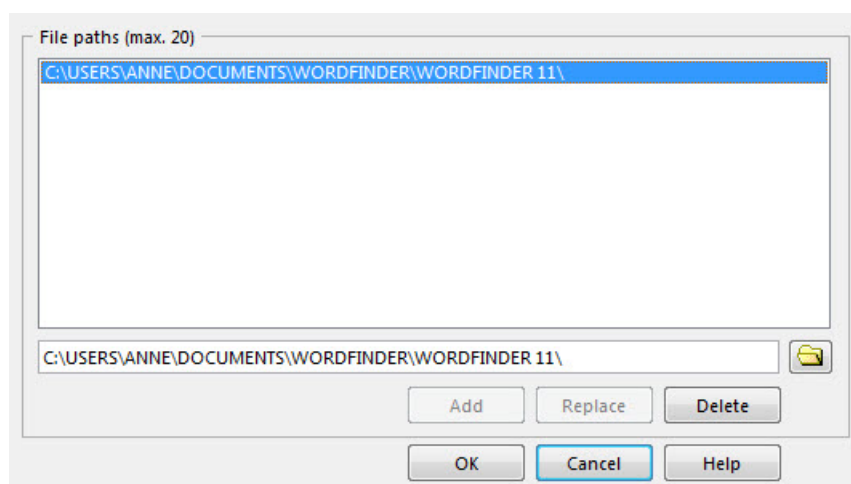 File paths (max. 20)
C:\USERS\ANNE\DOCUMENTS\WORDFINDER\WORDFINDER 11\
C:\USERS\ANNE\DOCUMENTS\WORDFINDER\WORDFINDER 11\
Add Replace Delete
OK Cancel Help